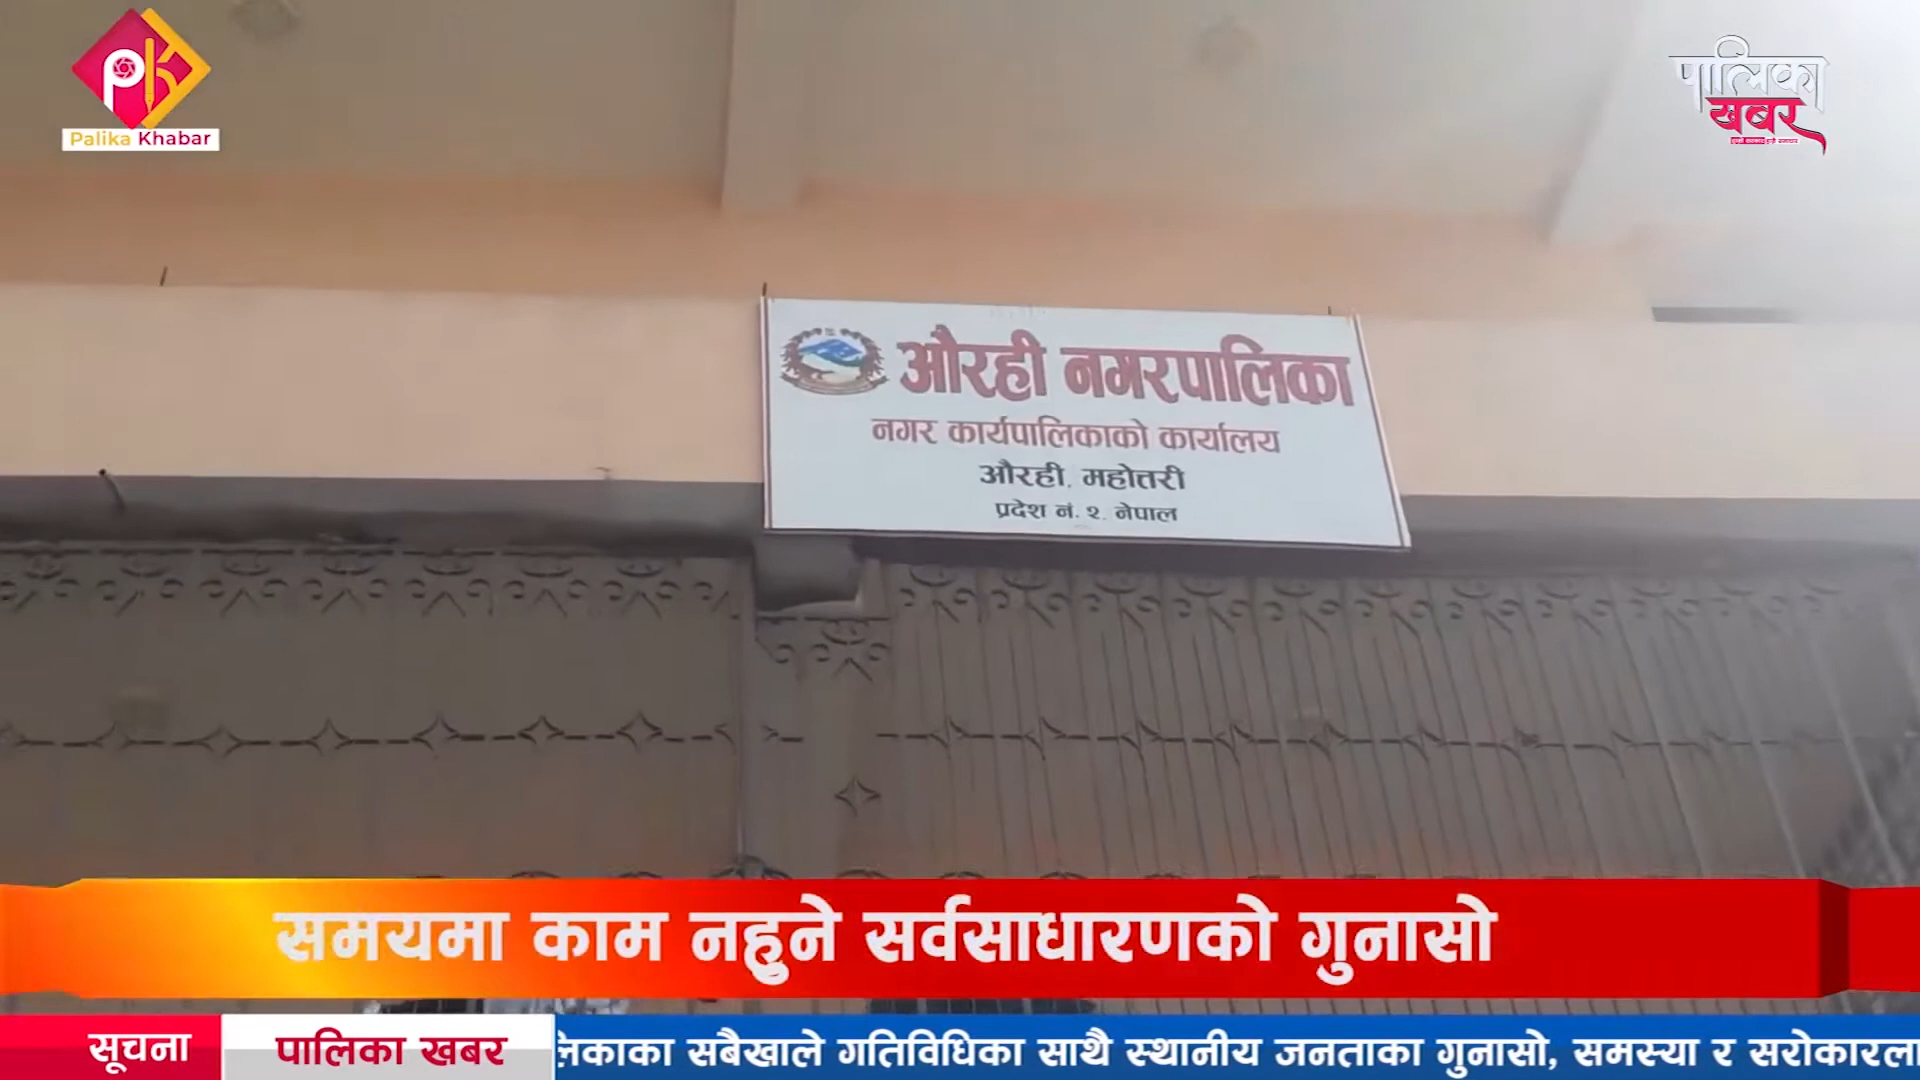 Palika Khabar
पालिका
खबर
औरही नगरपालिका
नगर कार्यपालिकाको कार्यालय
औरही, महोत्तरी
प्रदेश नं. २, नेपाल
समयमा काम नहुने सर्वसाधारणको गुनासो
सूचना
पालिका खबर
लिकाका सबैखाले गतिविधिका साथै स्थानीय जनताका गुनासो, समस्या र सरोकारला